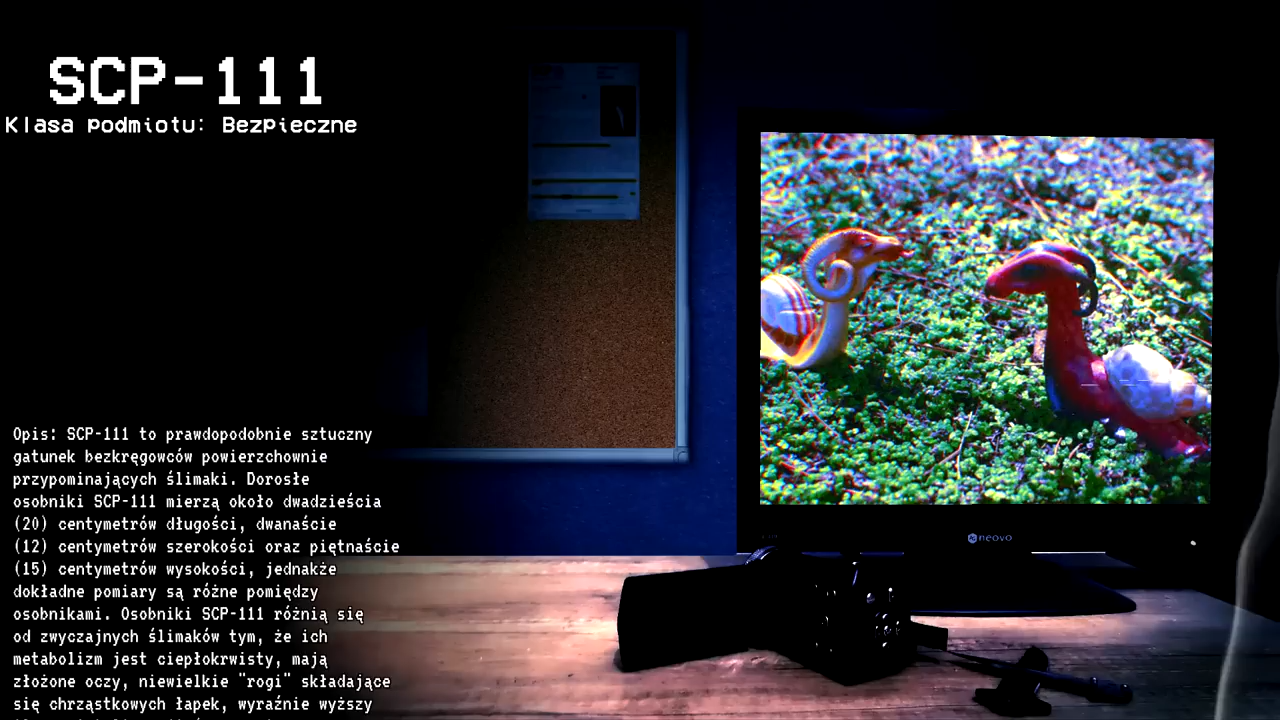 SCP-111
Klasa podmiotu: Bezpieczne
Opis: SCP-111 to prawdopodobnie sztuczny
gatunek bezkręgowców powierzchownie
przypominających ślimaki. Dorosłe
osobniki SCP-111 mierzą około dwadzieścia
(20) centymetrów długości, dwanaście
(12) centymetrów szerokości oraz piętnaście
(15) centymetrów wysokości, jednakże
dokładne pomiary są różne pomiędzy
osobnikami. Osobniki SCP-111 różnią się
od zwyczajnych ślimaków tym, że ich
metabolizm jest ciepłokrwisty, mają
złożone oczy, niewielkie "rogi" składające
się chrząstkowych łapek, wyraźnie wyższy
neovo